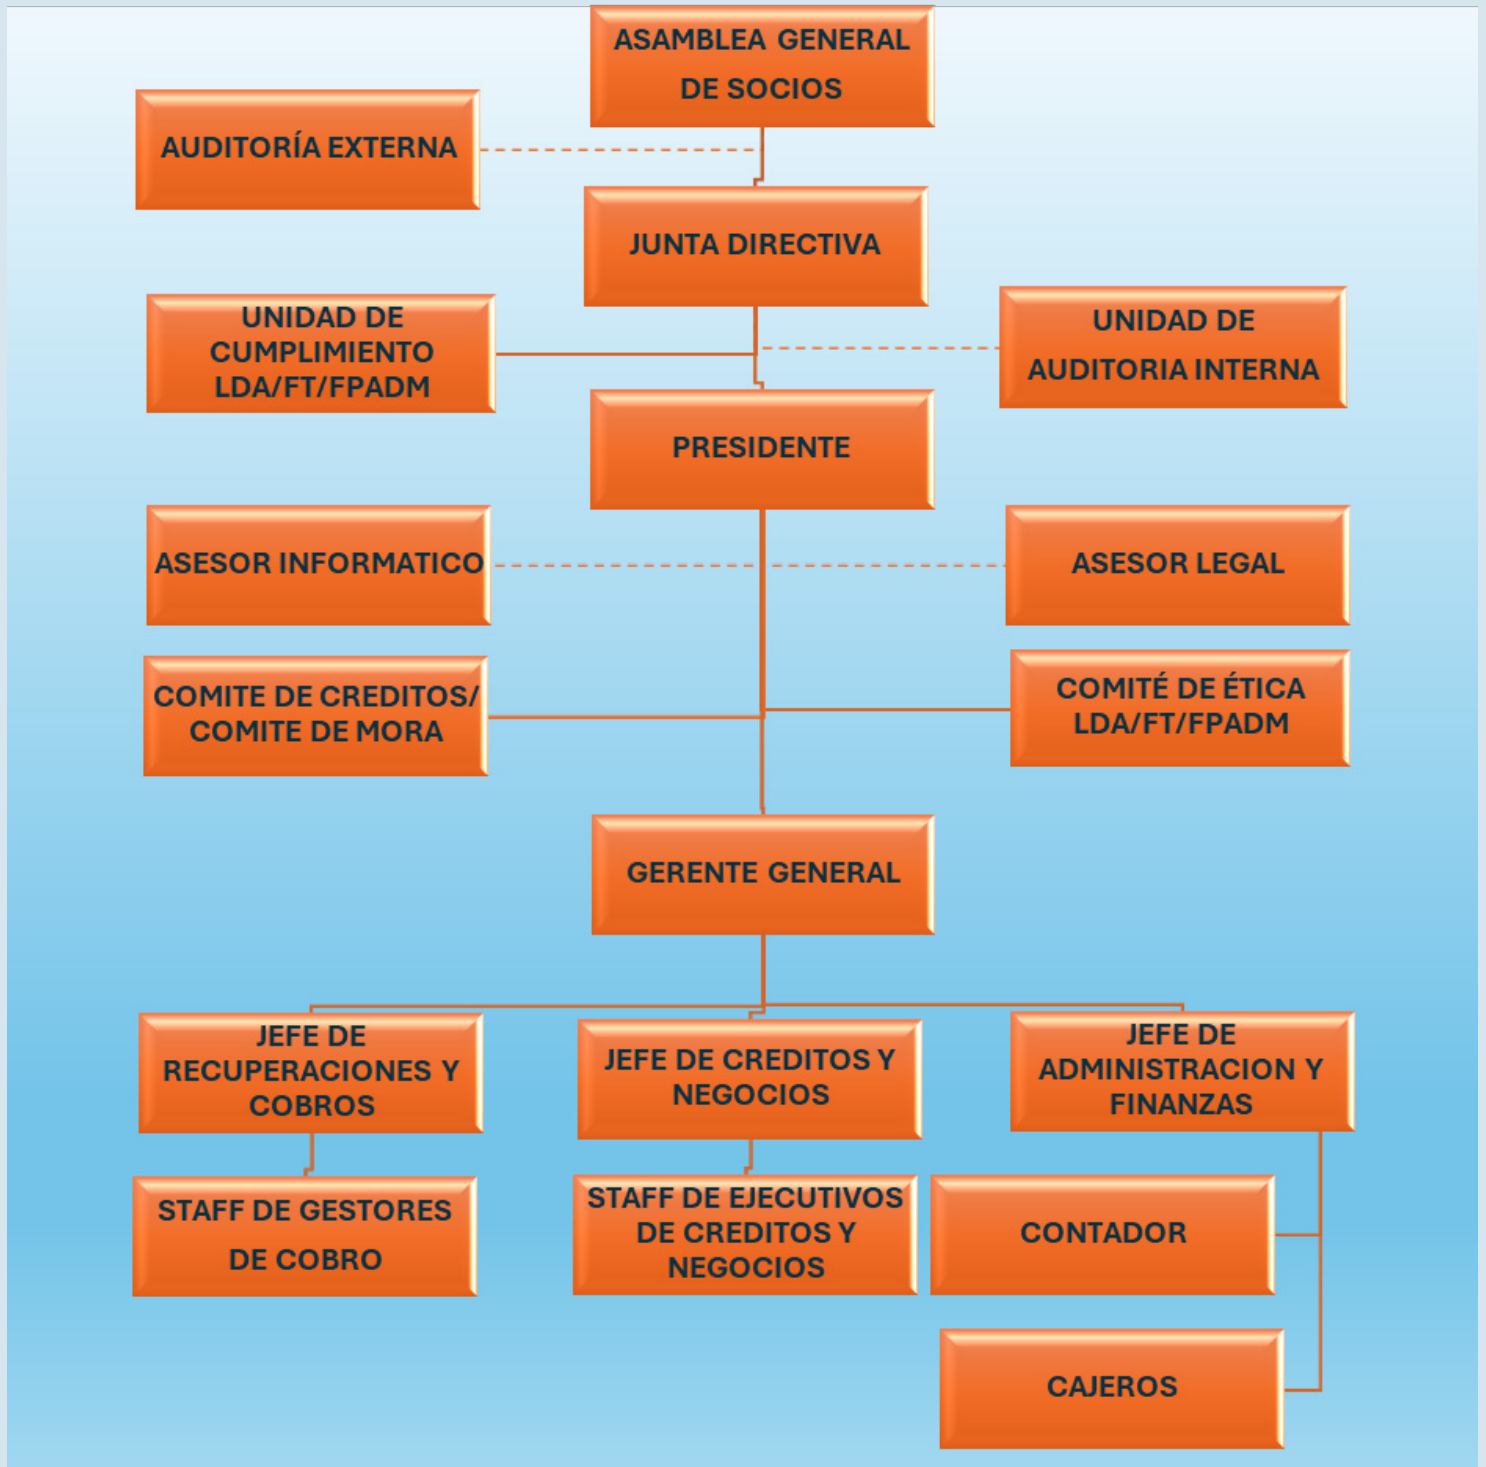 ASAMBLEA GENERAL
DE SOCIOS
AUDITORÍA EXTERNA
JUNTA DIRECTIVA
UNIDAD DE
CUMPLIMIENTO
LDA/FT/FPADM
UNIDAD DE
AUDITORIA INTERNA
PRESIDENTE
ASESOR INFORMATICO
ASESOR LEGAL
COMITE DE CREDITOS/
COMITE DE MORA
COMITÉ DE ÉTICA
LDA/FT/FPADM
GERENTE GENERAL
JEFE DE
RECUPERACIONES Y
COBROS
JEFE DE CREDITOS Y
NEGOCIOS
JEFE DE
ADMINISTRACION Y
FINANZAS
STAFF DE GESTORES
DE COBRO
STAFF DE EJECUTIVOS
DE CREDITOS Y
NEGOCIOS
CONTADOR
CAJEROS